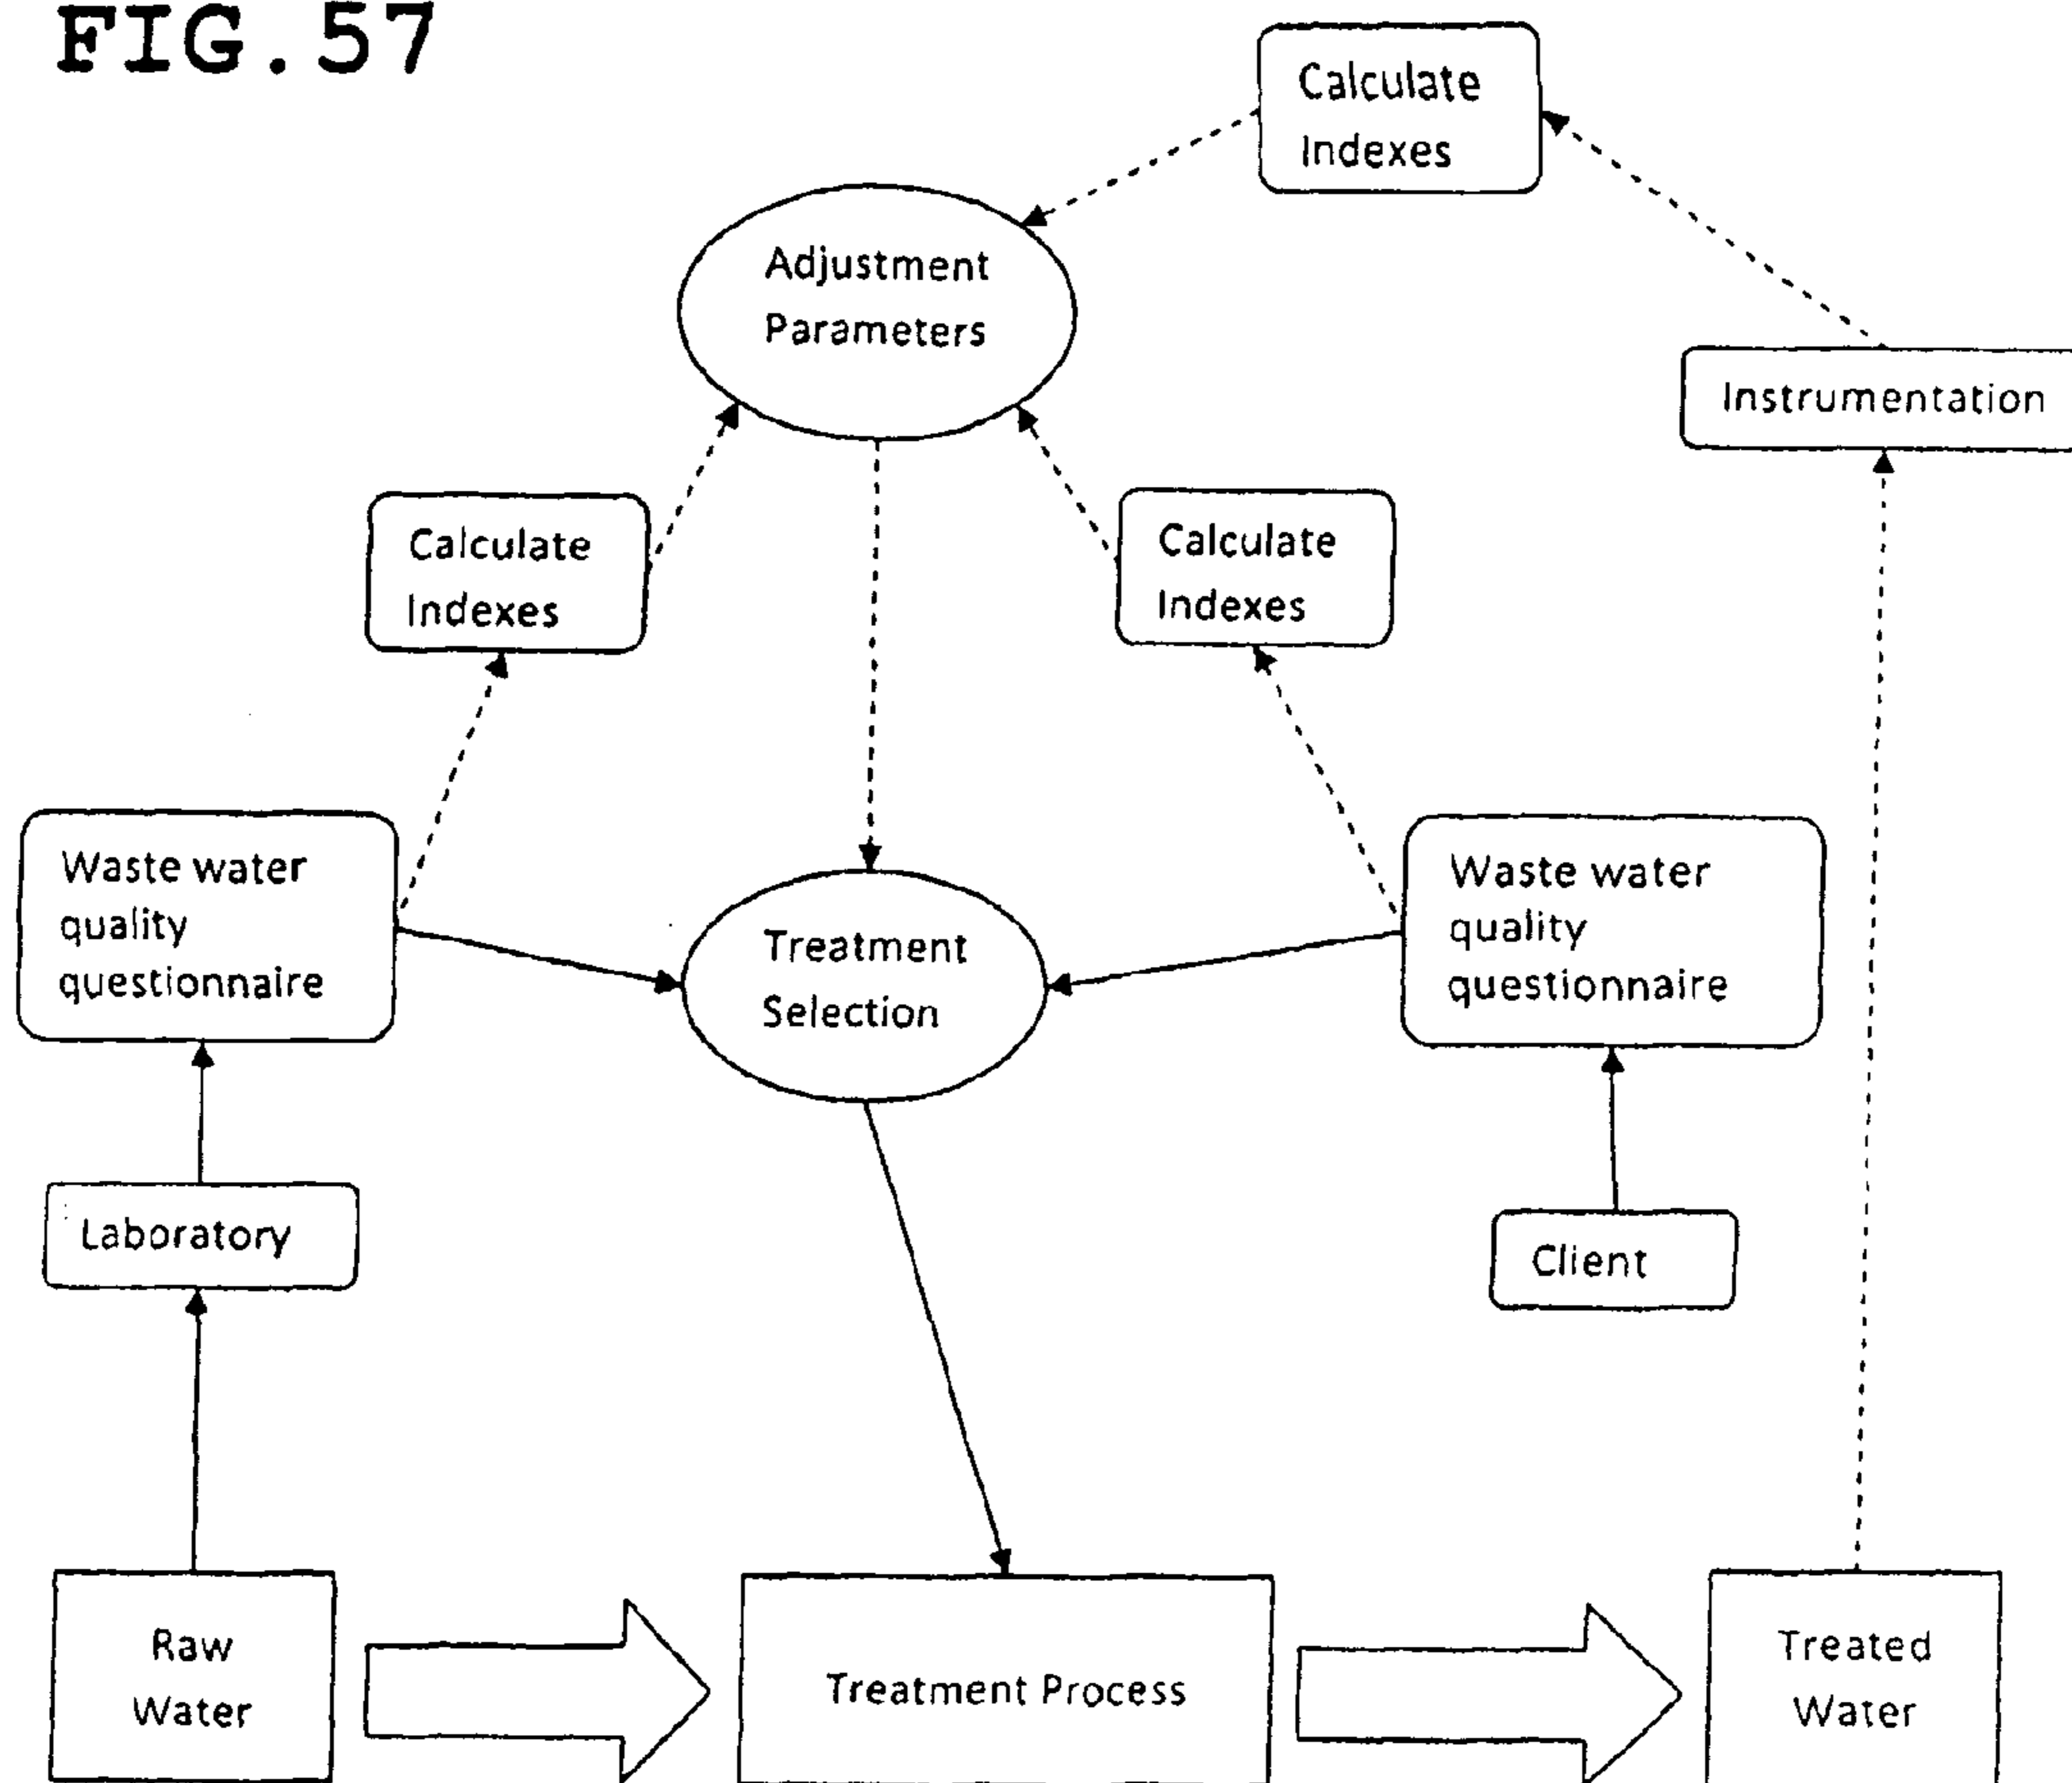 FIG.57
Calculate
Indexes
Adjustment
Parameters
Instrumentation
Calculate
Indexes
Calculate
Indexes
Waste water
quality
questionnaire
Treatment
Selection
Waste water
quality
questionnaire
Laboratory
Client
Raw
Water
Treatment Process
Treated
Water